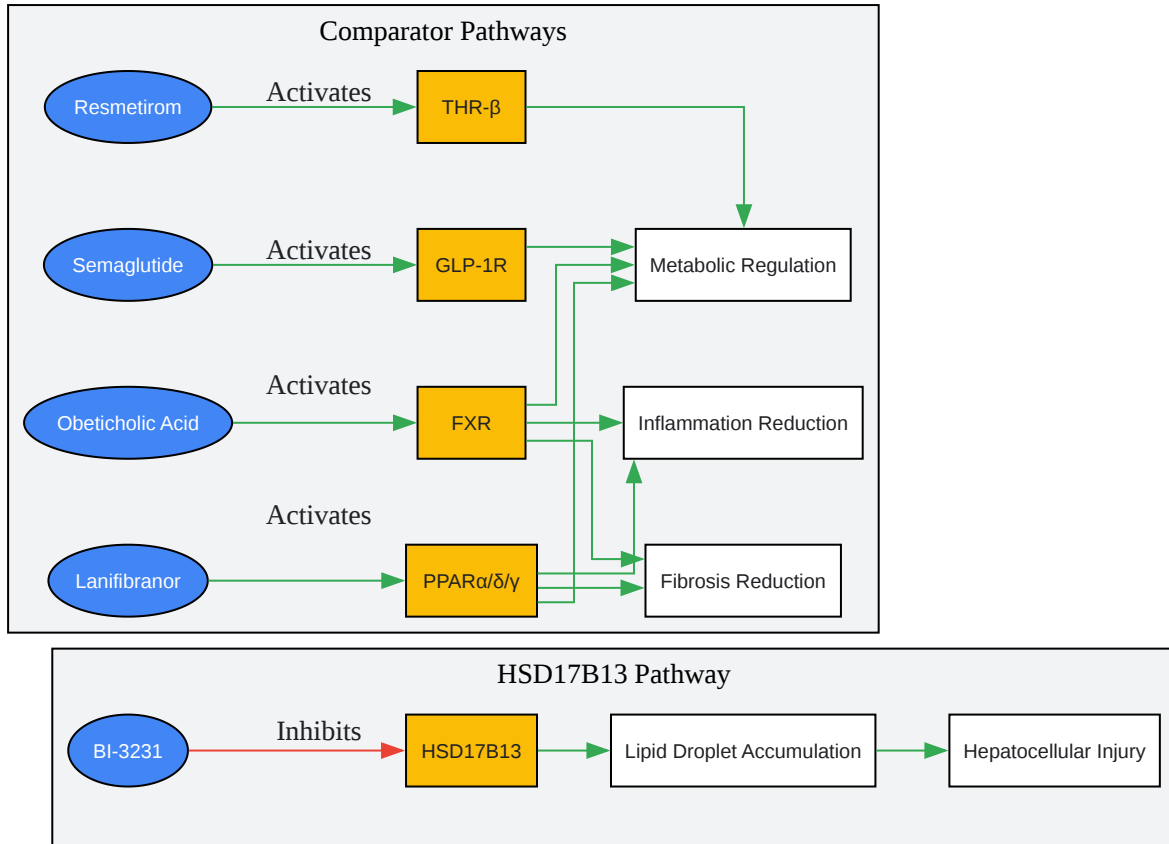 Comparator Pathways
Resmetirom
Activates
THR-β
Semaglutide
Activates
GLP-1R
Metabolic Regulation
Obeticholic Acid
Activates
FXR
Inflammation Reduction
Lanifibranor
Activates
PPARα/δ/γ
Fibrosis Reduction
HSD17B13 Pathway
BI-3231
Inhibits
HSD17B13
Lipid Droplet Accumulation
Hepatocellular Injury